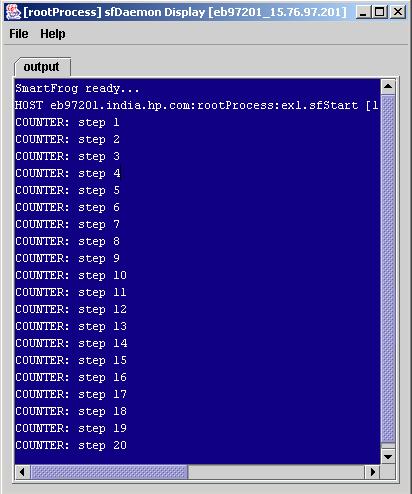 [rootProcess] sfDaemon Display [eb97201_15.76.97.201]
File Help
output
SmartFrog ready...
HOST eb97201.india.hp.com:rootProcess:ex1.sfStart [1
COUNTER: step 1
COUNTER: step 2
COUNTER: step 3
COUNTER: step 4
COUNTER: step 5
COUNTER: step 6
COUNTER: step 7
COUNTER: step 8
COUNTER: step 9
COUNTER: step 10
COUNTER: step 11
COUNTER: step 12
COUNTER: step 13
COUNTER: step 14
COUNTER: step 15
COUNTER: step 16
COUNTER: step 17
COUNTER: step 18
COUNTER: step 19
COUNTER: step 20